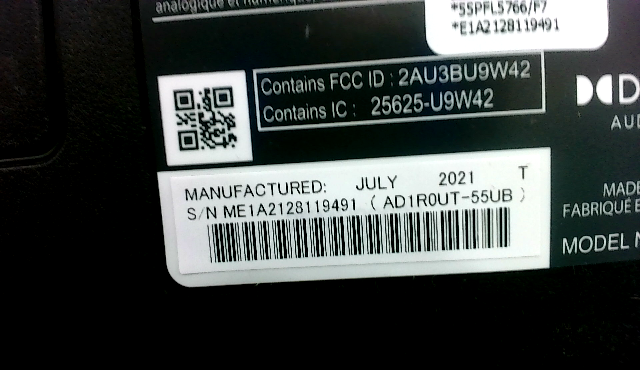 analogique et numérique
*55PFL5766/F7
*E1A2128119491
Contains FCC ID : 2AU3BU9W42
Contains IC : 25625-U9W42
MANUFACTURED: JULY 2021 T
S/N ME1A2128119491 ( AD1R0UT-55UB )
AU
MADE
FABRIQUÉ
MODEL